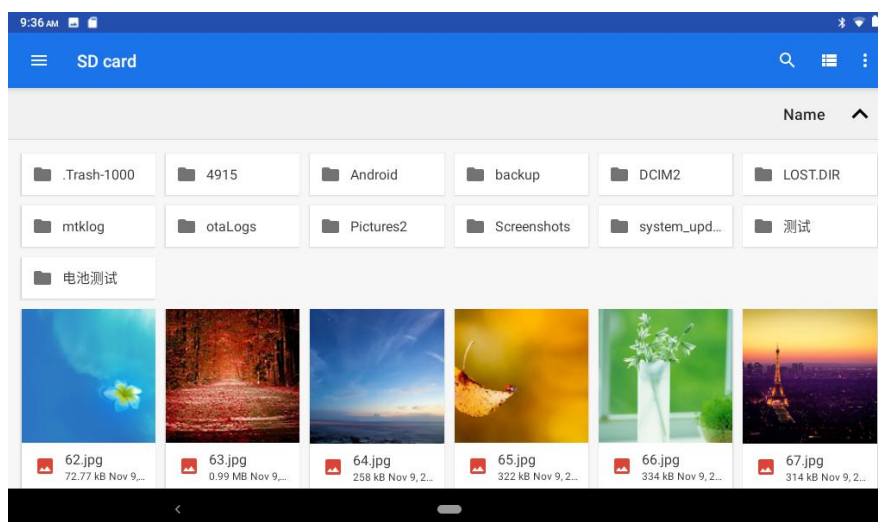 9:36 AM
SD card
Name
.Trash-1000
4915
Android
backup
DCIM2
LOST.DIR
mtklog
otaLogs
Pictures2
Screenshots
system_upd...
测试
电池测试
62.jpg
72.77 kB Nov 9,...
63.jpg
0.99 MB Nov 9,...
64.jpg
258 kB Nov 9, 2...
65.jpg
322 kB Nov 9, 2...
66.jpg
334 kB Nov 9, 2...
67.jpg
314 kB Nov 9, 2...